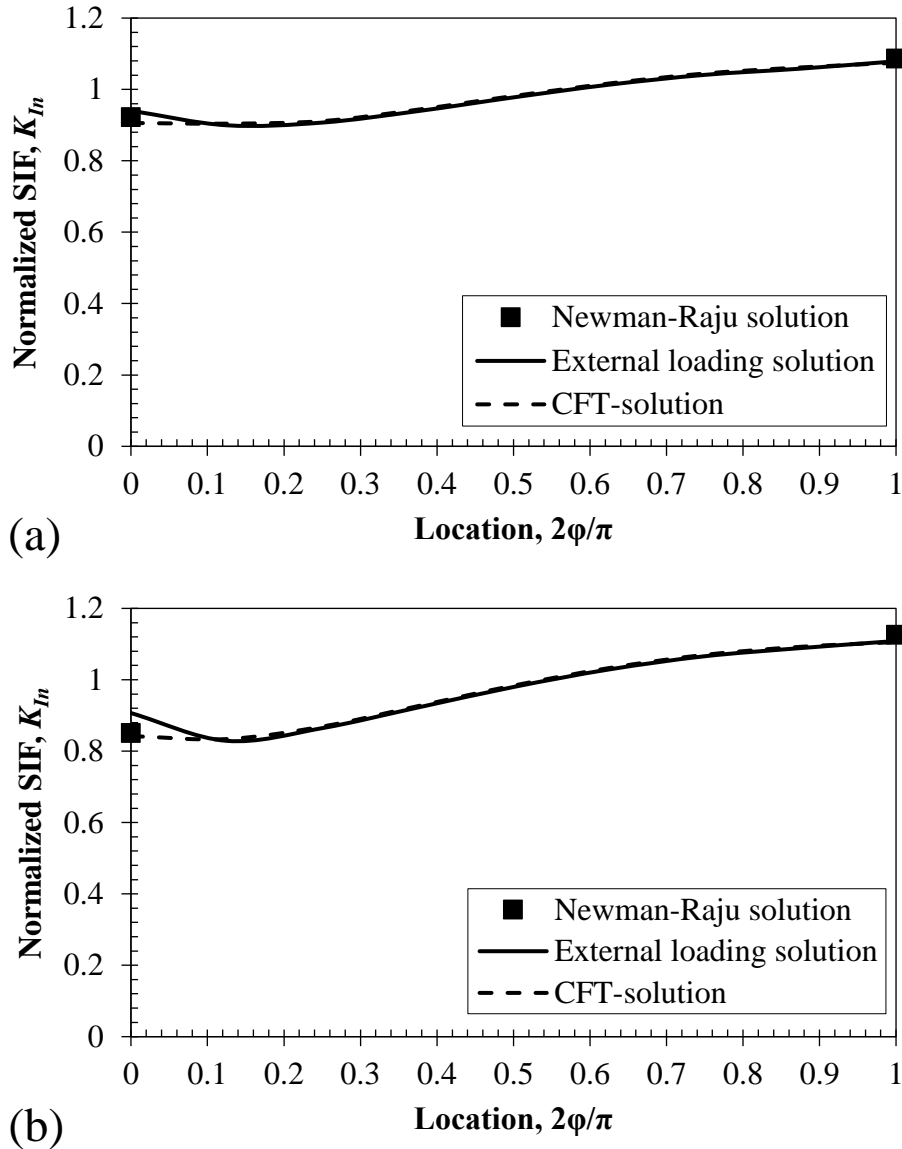 1.2
1
0.8
0.6
0.4
0.2
0
Normalized SIF, K_In
Newman-Raju solution
External loading solution
CFT-solution
0 0.1 0.2 0.3 0.4 0.5 0.6 0.7 0.8 0.9 1
Location, 2φ/π
(a)
1.2
1
0.8
0.6
0.4
0.2
0
Normalized SIF, K_In
Newman-Raju solution
External loading solution
CFT-solution
0 0.1 0.2 0.3 0.4 0.5 0.6 0.7 0.8 0.9 1
Location, 2φ/π
(b)